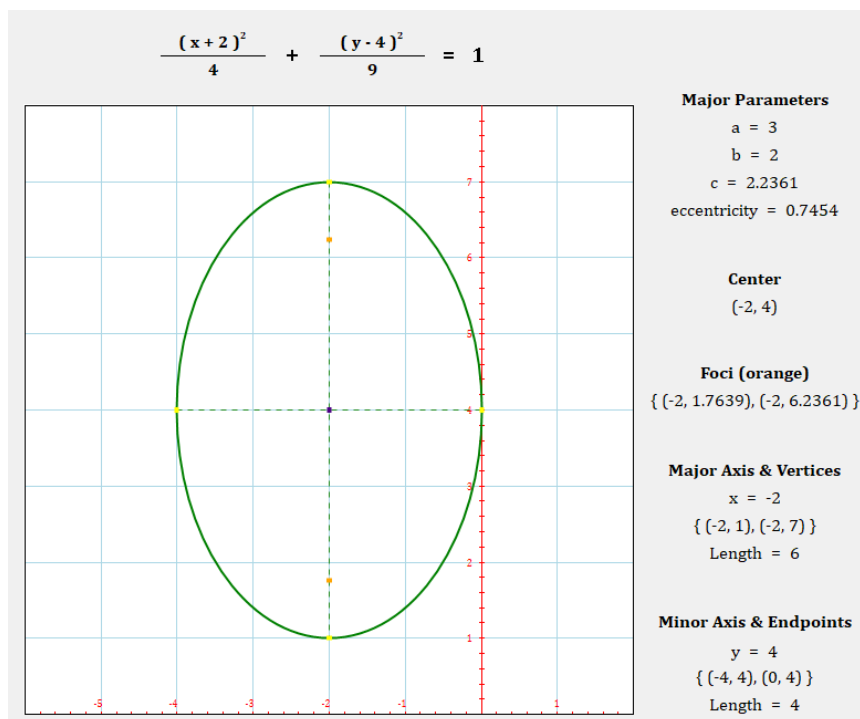 ( x + 2 )² / 4 + ( y - 4 )² / 9 = 1
Major Parameters
a = 3
b = 2
c = 2.2361
eccentricity = 0.7454
Center
(-2, 4)
Foci (orange)
{ (-2, 1.7639), (-2, 6.2361) }
Major Axis & Vertices
x = -2
{ (-2, 1), (-2, 7) }
Length = 6
Minor Axis & Endpoints
y = 4
{ (-4, 4), (0, 4) }
Length = 4
7
6
5
4
3
2
1
-5 -4 -3 -2 -1 1